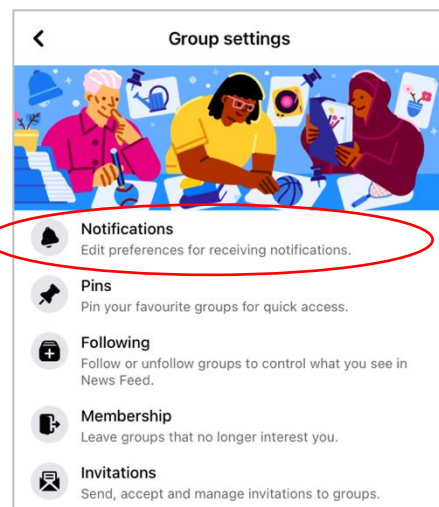 Group settings
Notifications
Edit preferences for receiving notifications.
Pins
Pin your favourite groups for quick access.
Following
Follow or unfollow groups to control what you see in
News Feed.
Membership
Leave groups that no longer interest you.
Invitations
Send, accept and manage invitations to groups.